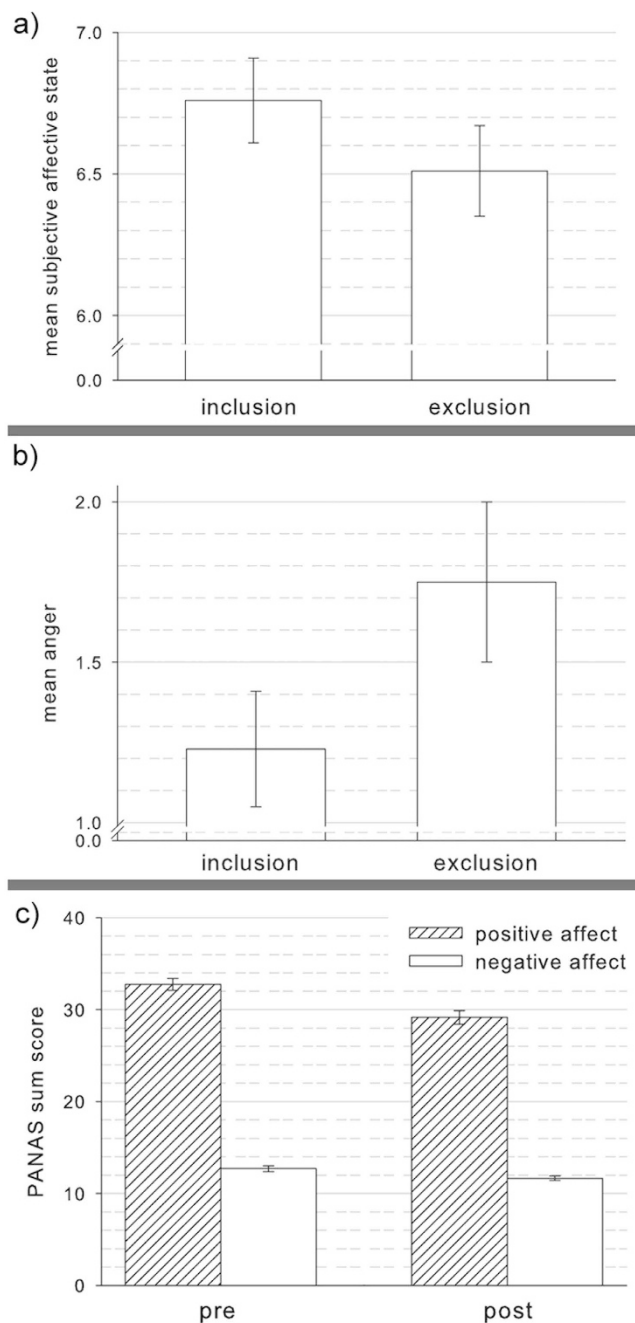 a)
mean subjective affective state
7.0
6.5
6.0
0.0
inclusion exclusion
b)
mean anger
2.0
1.5
1.0
0.0
inclusion exclusion
c)
PANAS sum score
40
30
20
10
0
positive affect
negative affect
pre post